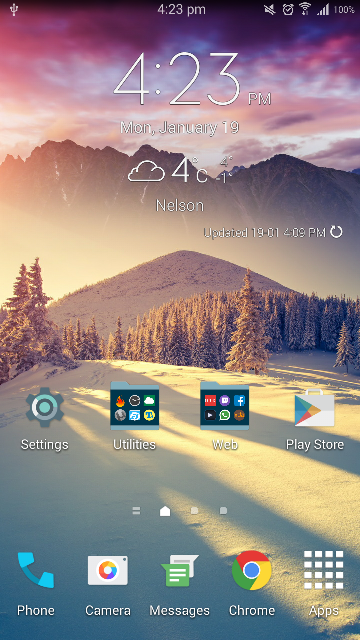 4:23 pm 100%
4:23 PM
Mon, January 19
4°C 4° -1°
Nelson
Updated 19-01 4:09 PM
Settings Utilities Web Play Store
Phone Camera Messages Chrome Apps